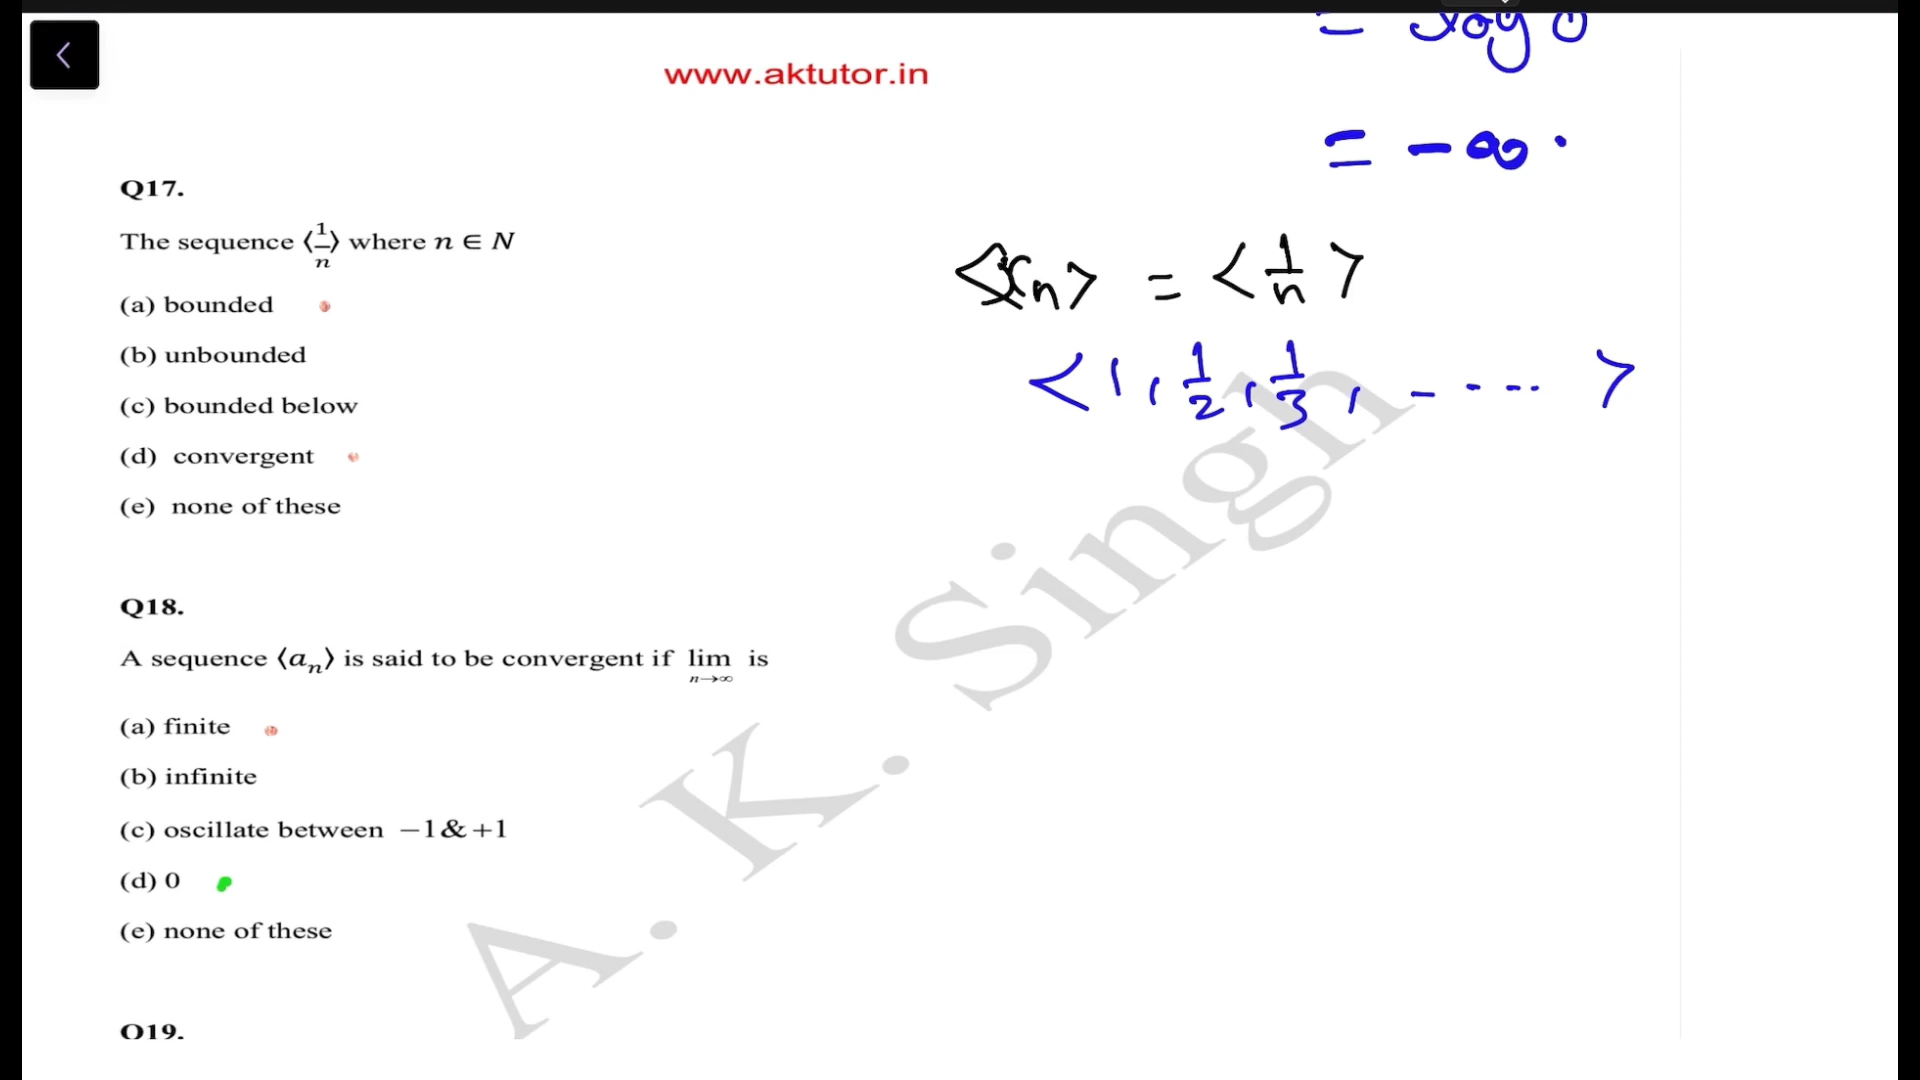 = log 0
www.aktutor.in
= -∞.
Q17.
The sequence ⟨1/n⟩ where n ∈ N
<xn> = <1/n>
(a) bounded
(b) unbounded
<1, 1/2, 1/3, - - - - - >
(c) bounded below
(d) convergent
(e) none of these
Q18.
A sequence ⟨aₙ⟩ is said to be convergent if lim n→∞ is
(a) finite
(b) infinite
(c) oscillate between −1&+1
(d) 0
(e) none of these
Q19.
A. K. Singh